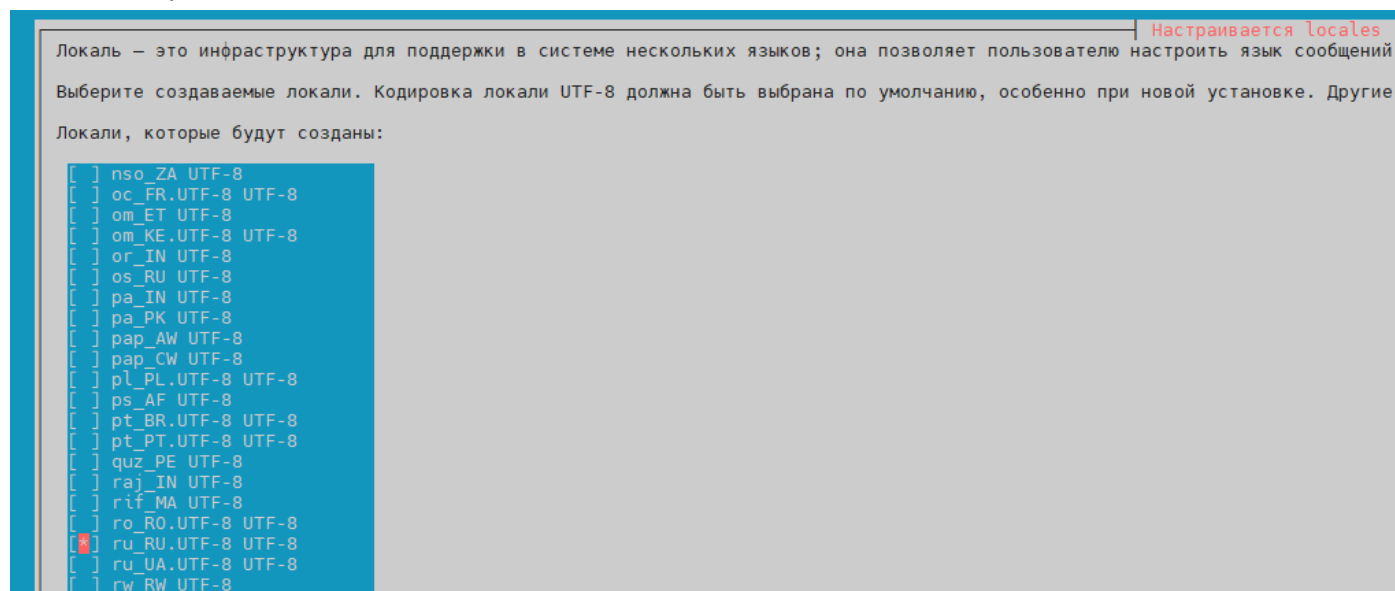 Настраивается locales
Локаль — это инфраструктура для поддержки в системе нескольких языков; она позволяет пользователю настроить язык сообщений
Выберите создаваемые локали. Кодировка локали UTF-8 должна быть выбрана по умолчанию, особенно при новой установке. Другие
Локали, которые будут созданы:
[ ] nso_ZA UTF-8
[ ] oc_FR.UTF-8 UTF-8
[ ] om_ET UTF-8
[ ] om_KE.UTF-8 UTF-8
[ ] or_IN UTF-8
[ ] os_RU UTF-8
[ ] pa_IN UTF-8
[ ] pa_PK UTF-8
[ ] pap_AW UTF-8
[ ] pap_CW UTF-8
[ ] pl_PL.UTF-8 UTF-8
[ ] ps_AF UTF-8
[ ] pt_BR.UTF-8 UTF-8
[ ] pt_PT.UTF-8 UTF-8
[ ] quz_PE UTF-8
[ ] raj_IN UTF-8
[ ] rif_MA UTF-8
[ ] ro_RO.UTF-8 UTF-8
[*] ru_RU.UTF-8 UTF-8
[ ] ru_UA.UTF-8 UTF-8
[ ] rw_RW UTF-8